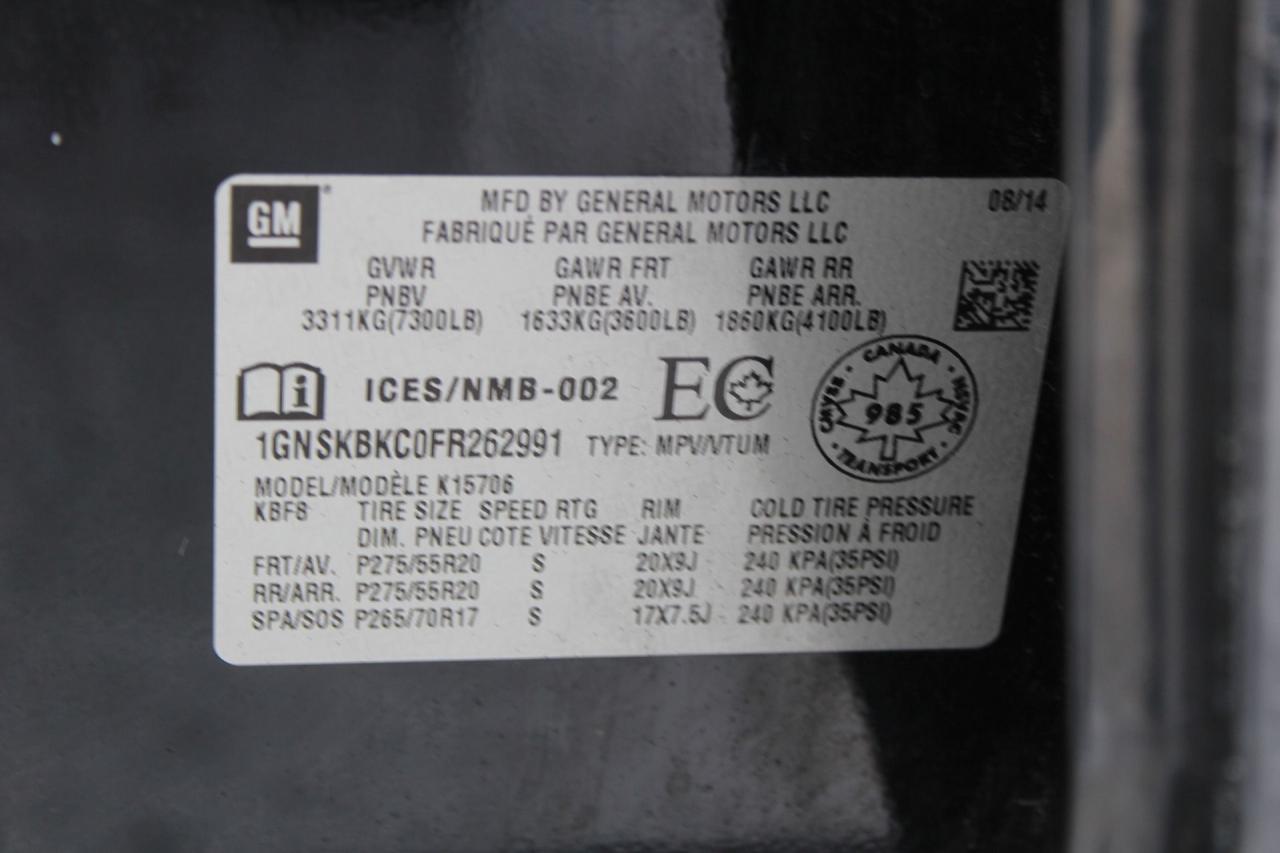 GM
MFD BY GENERAL MOTORS LLC 08/14
FABRIQUÉ PAR GENERAL MOTORS LLC
GVWR GAWR FRT GAWR RR
PNBV PNBE AV. PNBE ARR.
3311KG(7300LB) 1633KG(3600LB) 1860KG(4100LB)
ICES/NMB-002 EC
CANADA
CMVSS 985 NSVAC
TRANSPORT
1GNSKBKC0FR262991 TYPE: MPV/VTUM
MODEL/MODÈLE K15706
KBF8 TIRE SIZE SPEED RTG RIM COLD TIRE PRESSURE
DIM. PNEU COTE VITESSE JANTE PRESSION À FROID
FRT/AV. P275/55R20 S 20X9J 240 KPA(35PSI)
RR/ARR. P275/55R20 S 20X9J 240 KPA(35PSI)
SPA/SOS P265/70R17 S 17X7.5J 240 KPA(35PSI)